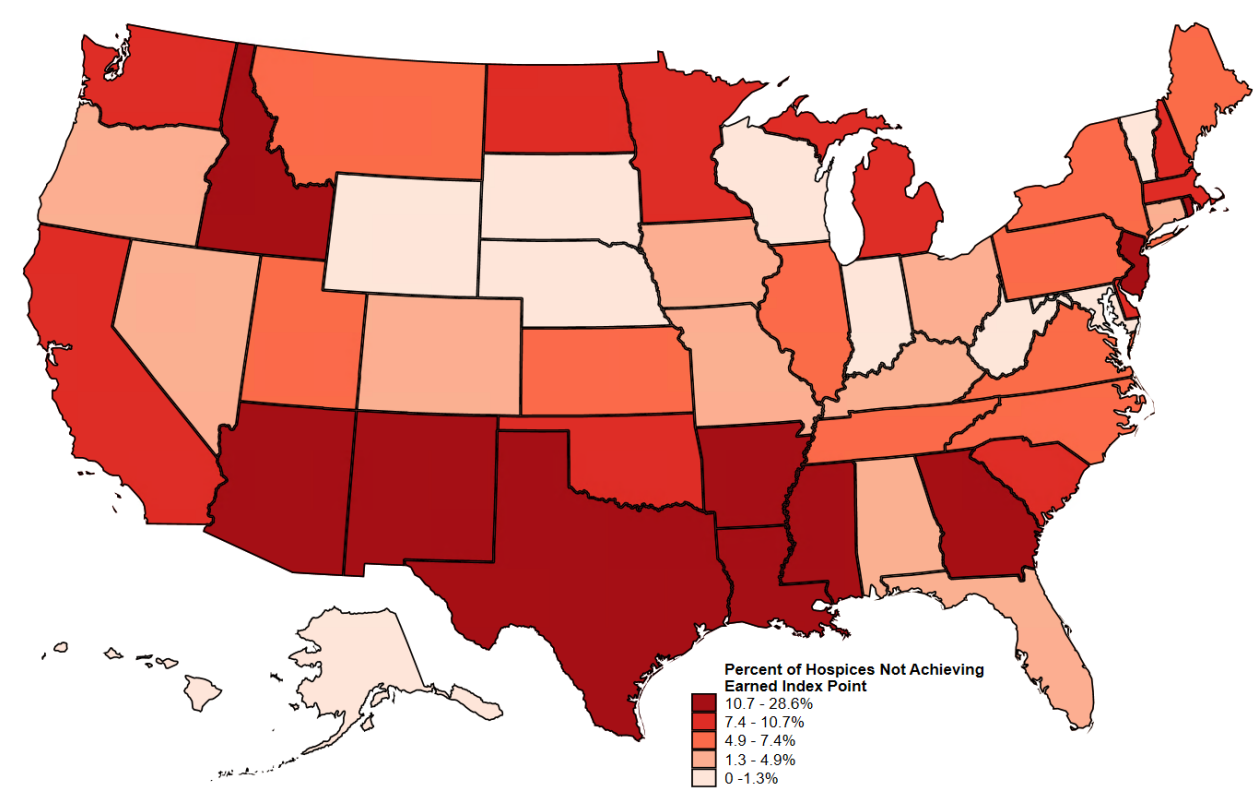 Percent of Hospices Not Achieving
Earned Index Point
10.7 - 28.6%
7.4 - 10.7%
4.9 - 7.4%
1.3 - 4.9%
0 -1.3%